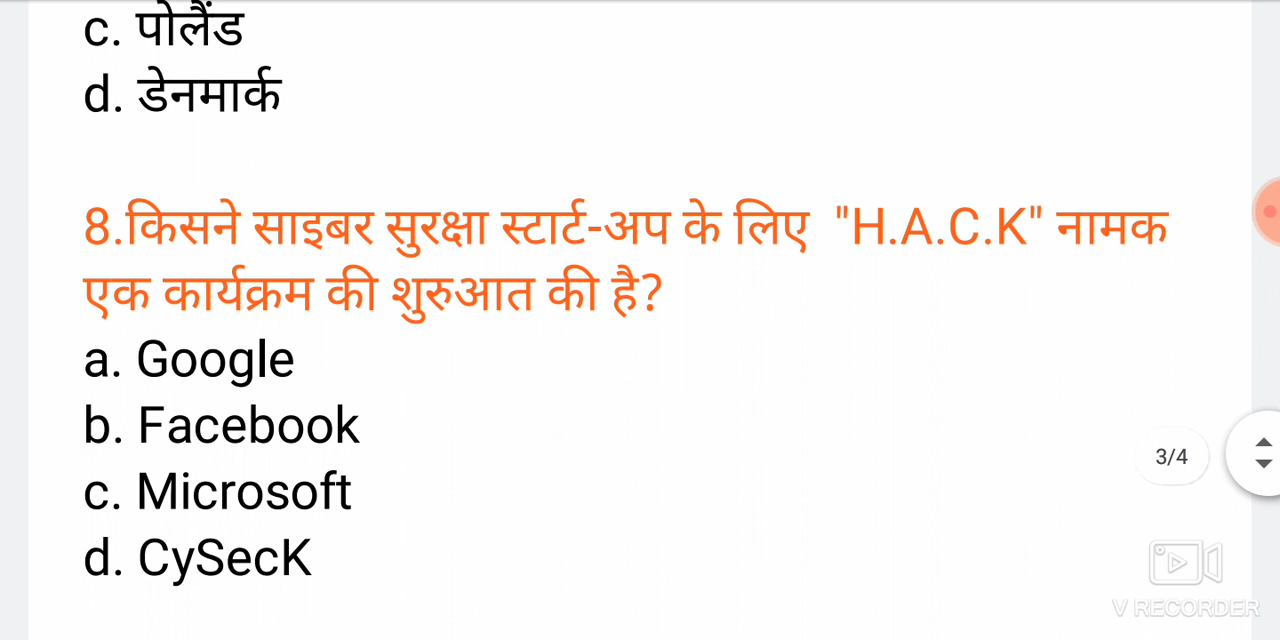 c. पोलैंड
d. डेनमार्क
8.किसने साइबर सुरक्षा स्टार्ट-अप के लिए "H.A.C.K" नामक
एक कार्यक्रम की शुरुआत की है?
a. Google
b. Facebook
c. Microsoft
3/4
d. CySecK
V RECORDER